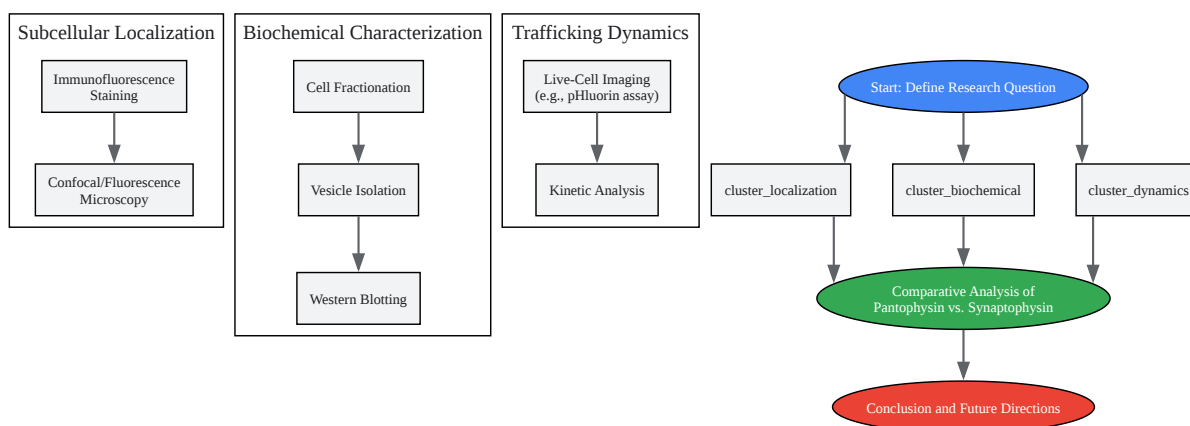 Subcellular Localization
Immunofluorescence
Staining
Confocal/Fluorescence
Microscopy
Biochemical Characterization
Cell Fractionation
Vesicle Isolation
Western Blotting
Trafficking Dynamics
Live-Cell Imaging
(e.g., pHluorin assay)
Kinetic Analysis
Start: Define Research Question
cluster_localization
cluster_biochemical
cluster_dynamics
Comparative Analysis of
Pantophysin vs. Synaptophysin
Conclusion and Future Directions